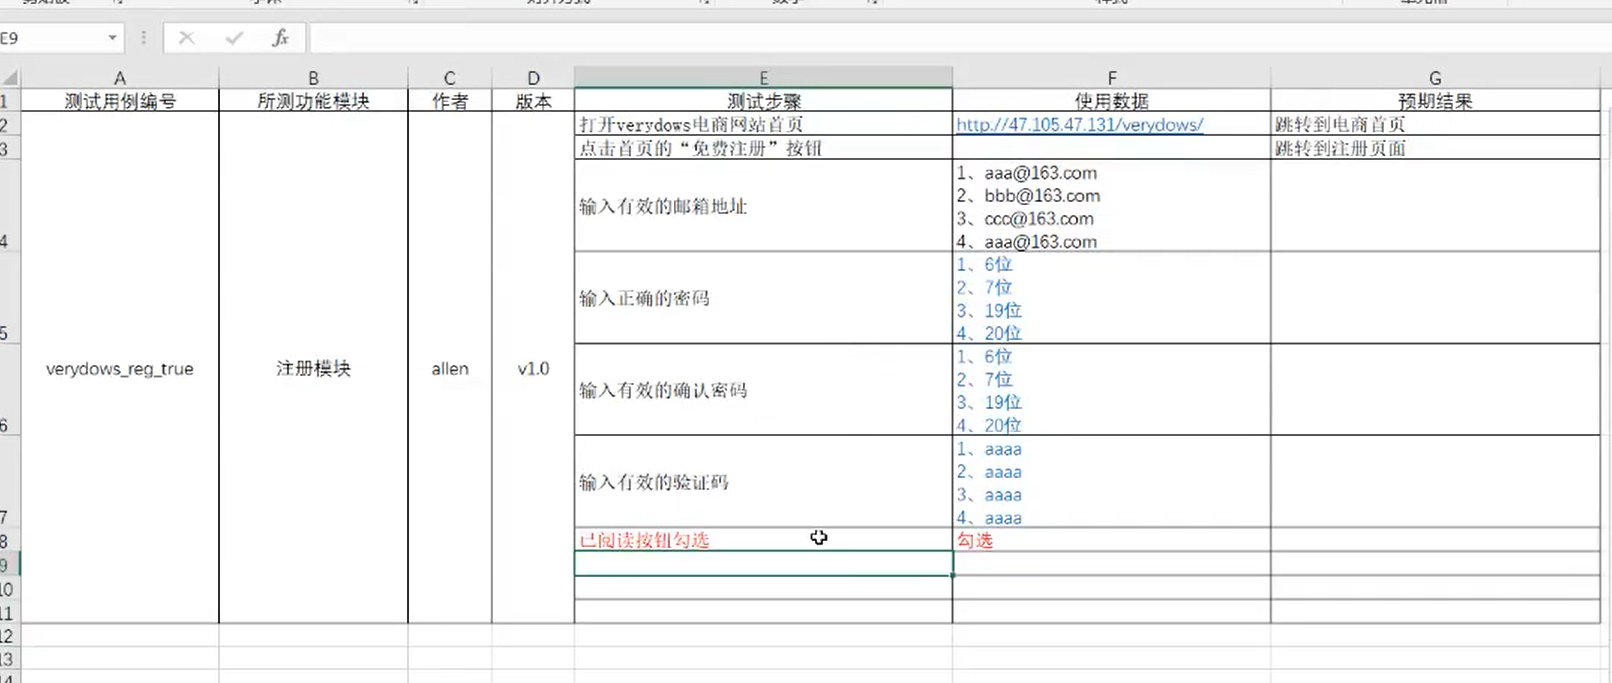 E9
fx
A B C D E F G
1 测试用例编号 所测功能模块 作者 版本 测试步骤 使用数据 预期结果
2 打开verydows电商网站首页 http://47.105.47.131/verydows/ 跳转到电商首页
3 点击首页的“免费注册”按钮 跳转到注册页面
4 输入有效的邮箱地址
1、aaa@163.com
2、bbb@163.com
3、ccc@163.com
4、aaa@163.com
5 输入正确的密码
1、6位
2、7位
3、19位
4、20位
verydows_reg_true 注册模块 allen v1.0
6 输入有效的确认密码
1、6位
2、7位
3、19位
4、20位
7 输入有效的验证码
1、aaaa
2、aaaa
3、aaaa
4、aaaa
8 已阅读按钮勾选 勾选
9
10
11
12
13